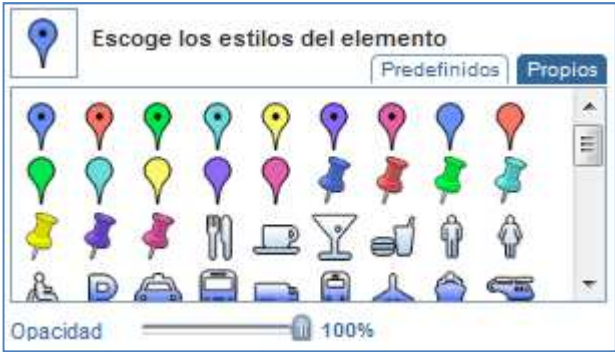 Escoge los estilos del elemento
Predefinidos Propios
P
Opacidad 100%